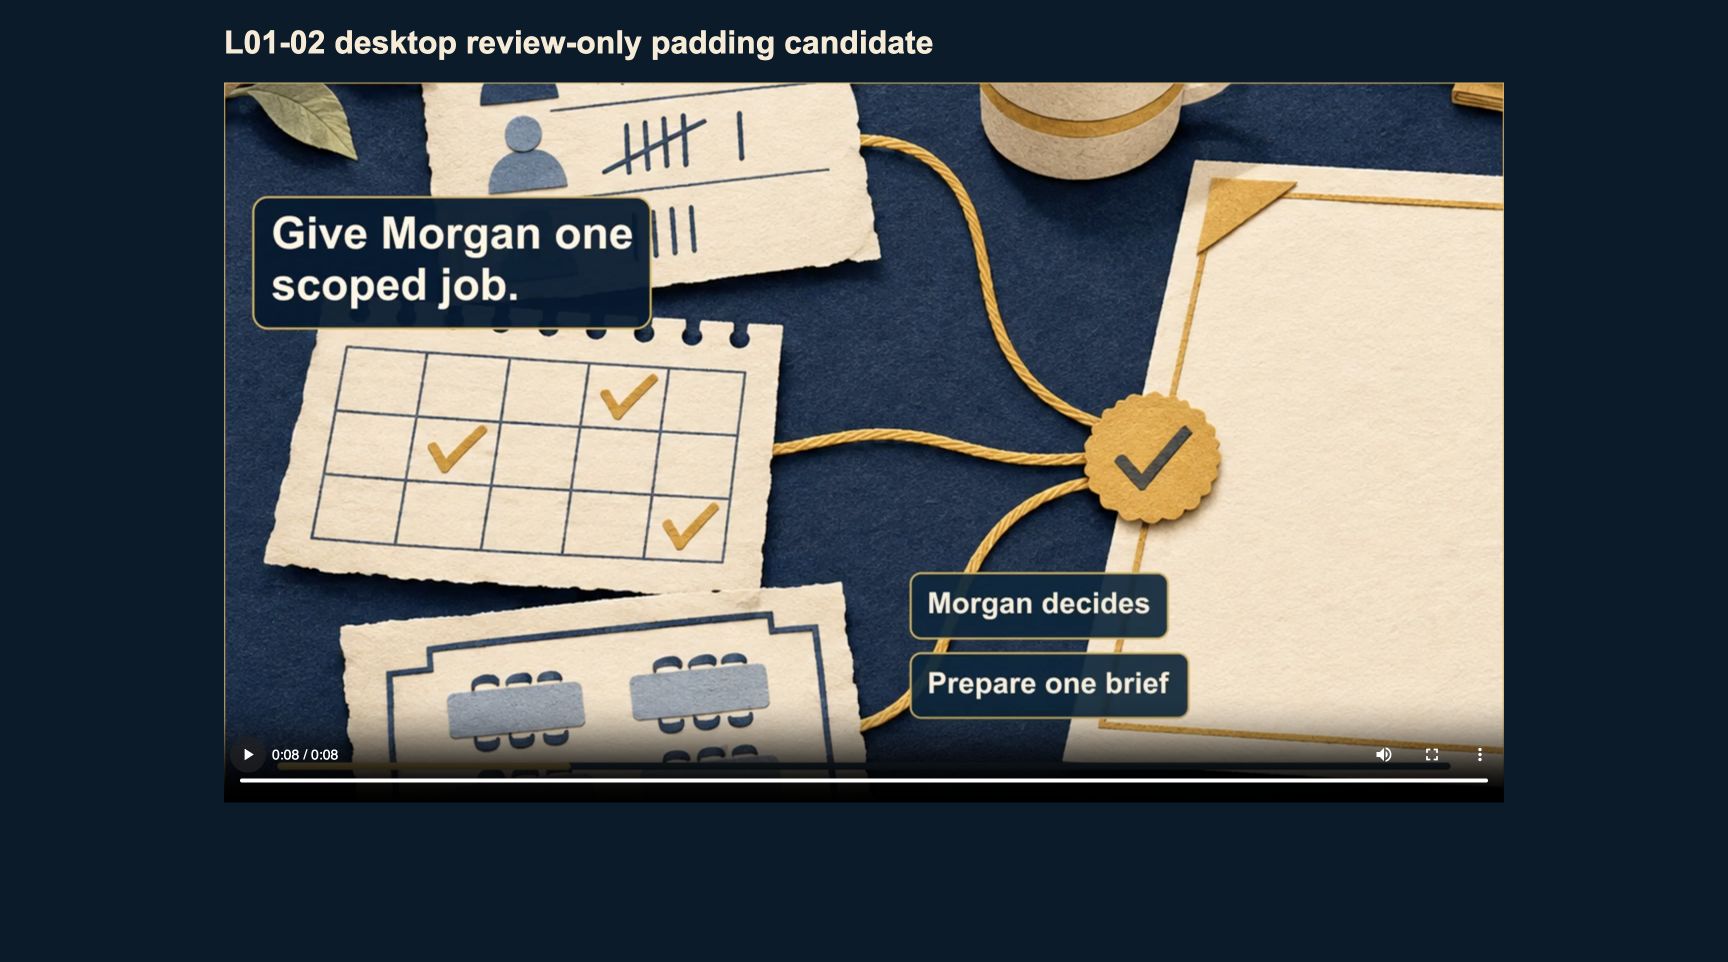 L01-02 desktop review-only padding candidate
Give Morgan one
scoped job.
Morgan decides
Prepare one brief
0:08 / 0:08